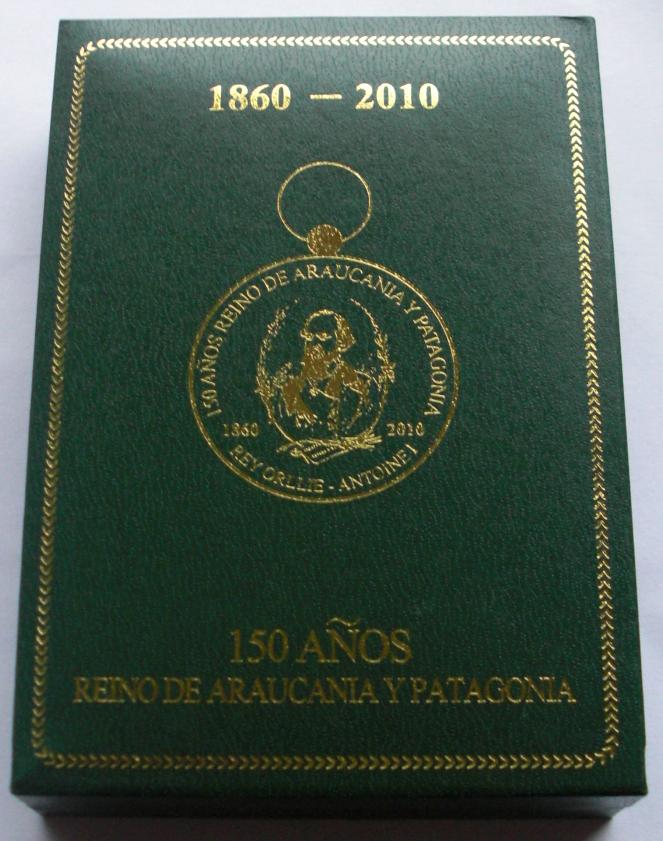 1860 — 2010
150 AÑOS REINO DE ARAUCANIA Y PATAGONIA
1860 2010
REY ORLLIE - ANTOINE I
150 AÑOS
REINO DE ARAUCANIA Y PATAGONIA